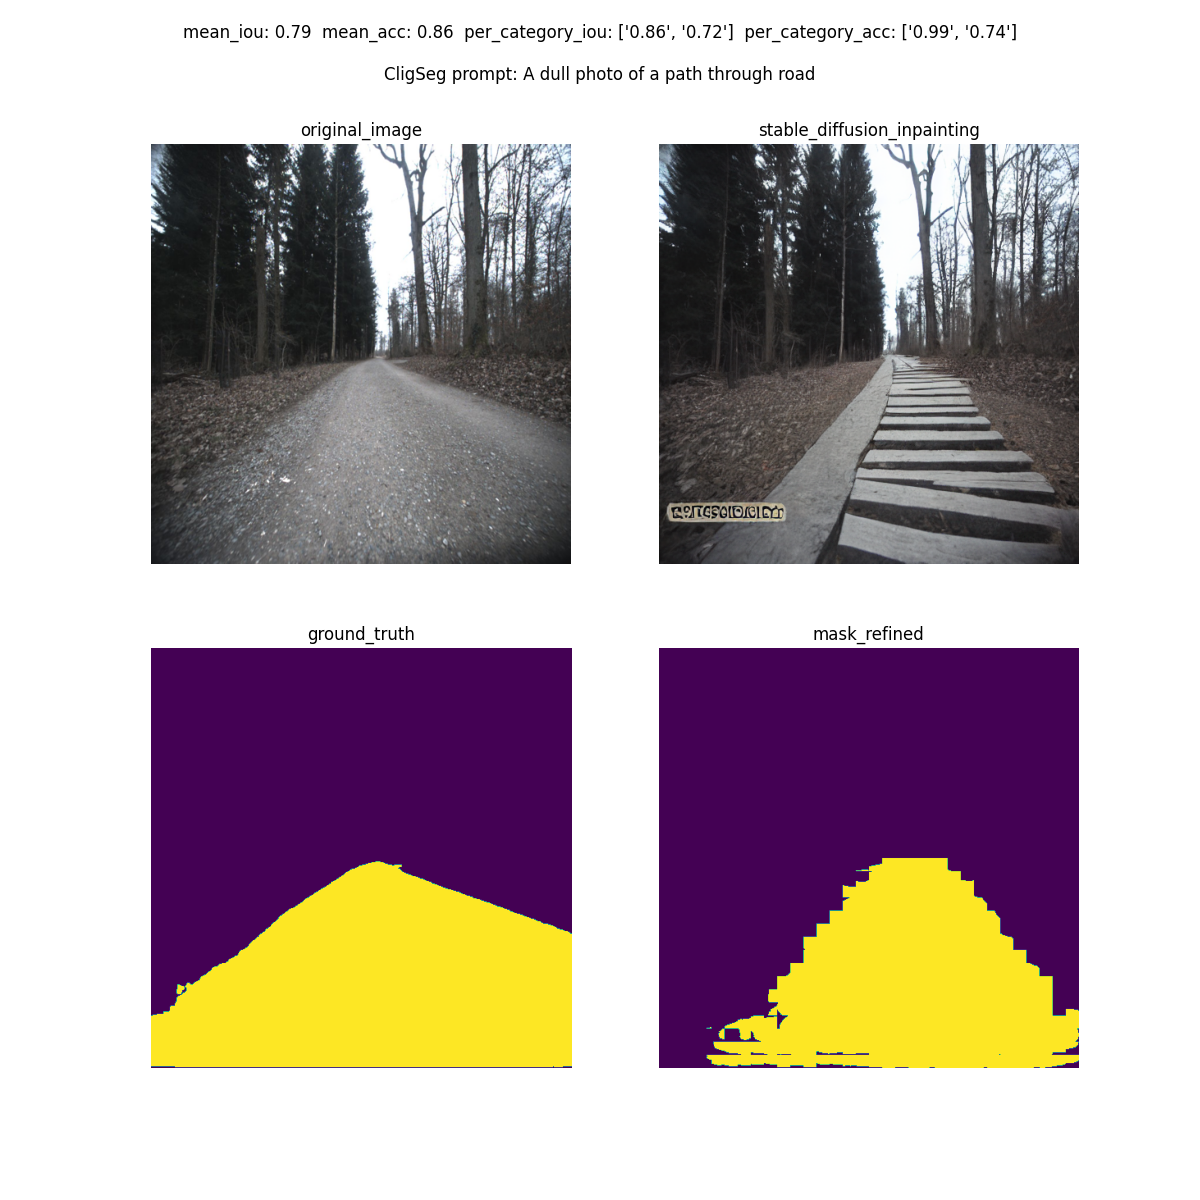 mean_iou: 0.79  mean_acc: 0.86  per_category_iou: ['0.86', '0.72']  per_category_acc: ['0.99', '0.74']
CligSeg prompt: A dull photo of a path through road
original_image
stable_diffusion_inpainting
ground_truth
mask_refined